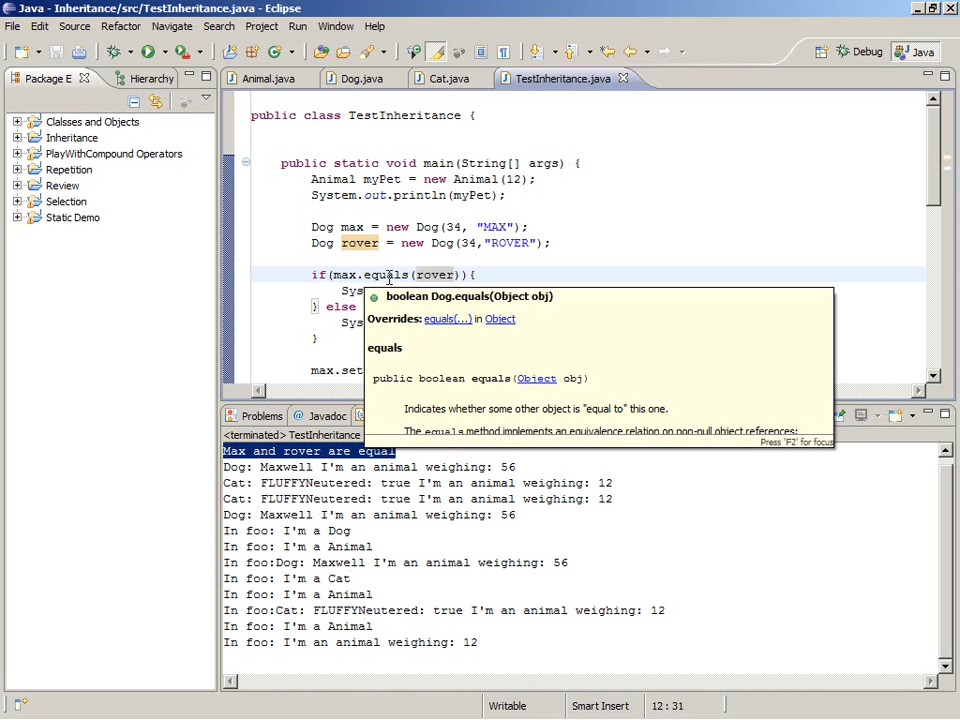 Java - Inheritance/src/TestInheritance.java - Eclipse
File Edit Source Refactor Navigate Search Project Run Window Help
Debug Java
Package E Hierarchy
Animal.java Dog.java Cat.java TestInheritance.java
Clalsses and Objects
Inheritance
PlayWithCompound Operators
Repetition
Review
Selection
Static Demo
public class TestInheritance {
public static void main(String[] args) {
Animal myPet = new Animal(12);
System.out.println(myPet);
Dog max = new Dog(34, "MAX");
Dog rover = new Dog(34,"ROVER");
if(max.equals(rover)){
Sys
} else
Sys
}
max.set
boolean Dog.equals(Object obj)
Overrides: equals(...) in Object
equals
public boolean equals(Object obj)
Indicates whether some other object is "equal to" this one.
The equals method implements an equivalence relation on non-null object references:
Press 'F2' for focus
Problems Javadoc
<terminated> TestInheritance
Max and rover are equal
Dog: Maxwell I'm an animal weighing: 56
Cat: FLUFFYNeutered: true I'm an animal weighing: 12
Cat: FLUFFYNeutered: true I'm an animal weighing: 12
Dog: Maxwell I'm an animal weighing: 56
In foo: I'm a Dog
In foo: I'm a Animal
In foo:Dog: Maxwell I'm an animal weighing: 56
In foo: I'm a Cat
In foo: I'm a Animal
In foo:Cat: FLUFFYNeutered: true I'm an animal weighing: 12
In foo: I'm a Animal
In foo: I'm an animal weighing: 12
Writable Smart Insert 12 : 31